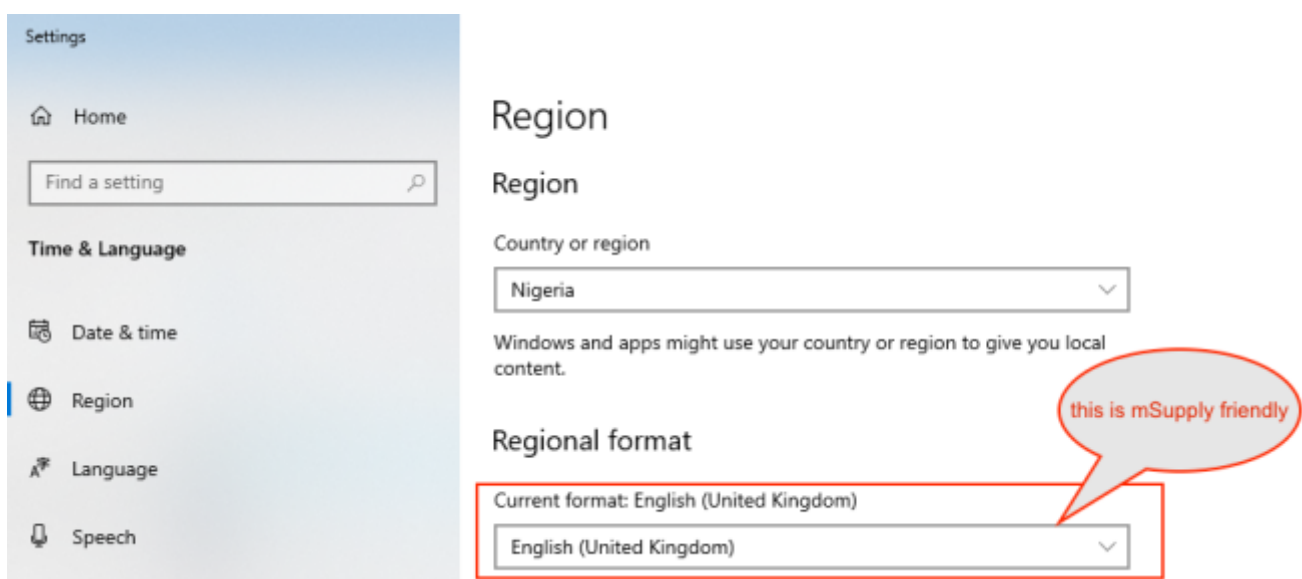 Settings
Home
Find a setting
Time & Language
Date & time
Region
Language
Speech
Region
Region
Country or region
Nigeria
Windows and apps might use your country or region to give you local
content.
this is mSupply friendly
Regional format
Current format: English (United Kingdom)
English (United Kingdom)